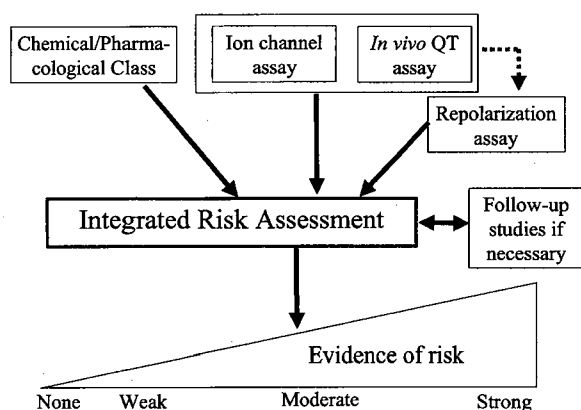 Chemical/Pharma-
cological Class
Ion channel
assay
In vivo QT
assay
Repolarization
assay
Integrated Risk Assessment
Follow-up
studies if
necessary
Evidence of risk
None
Weak
Moderate
Strong